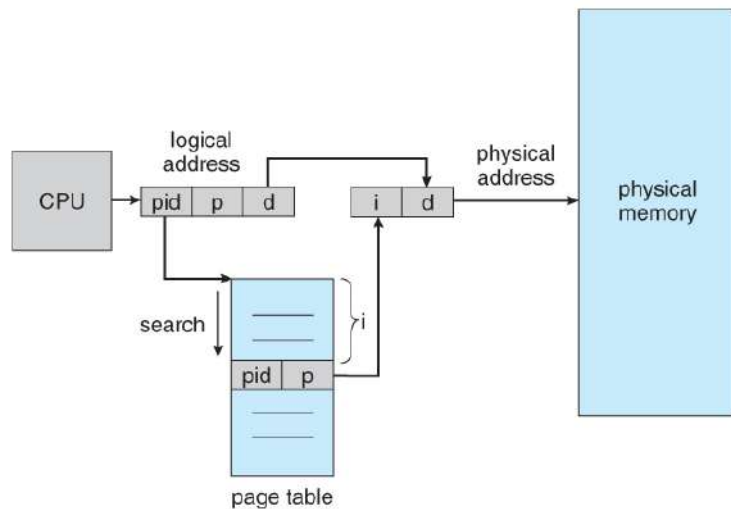 logical
address
physical
address
CPU
pid p d
i d
physical
memory
search
i
pid p
page table